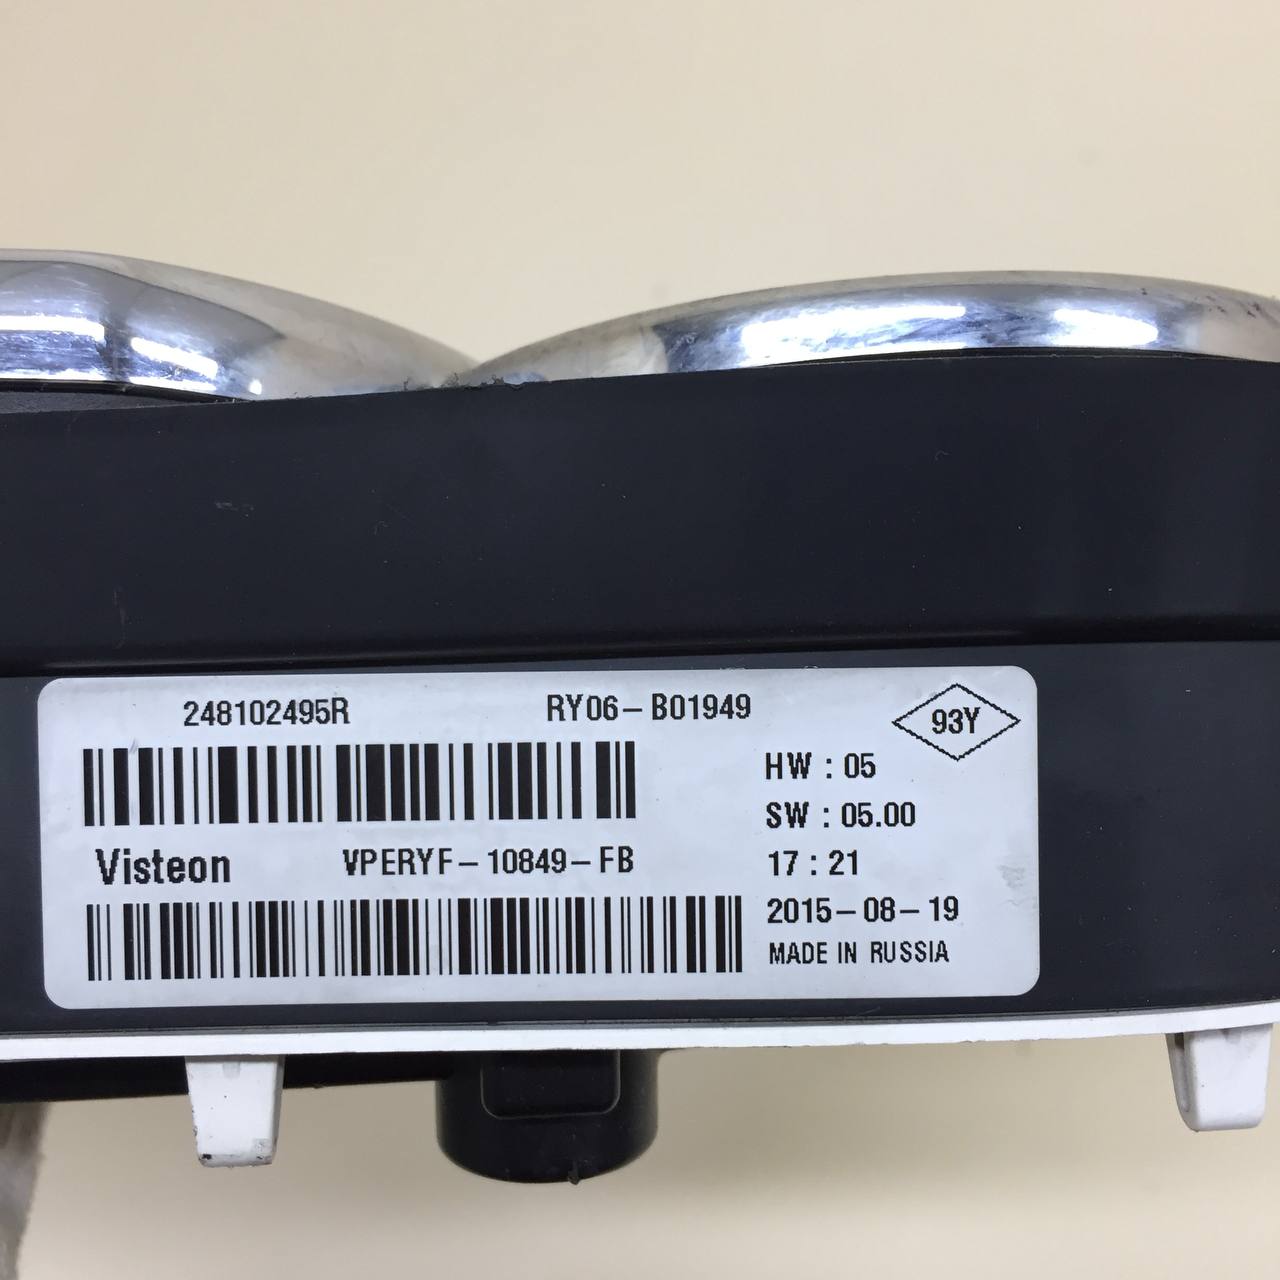 248102495R RY06-B01949
93Y
HW : 05
SW : 05.00
Visteon VPERYF-10849-FB
17 : 21
2015-08-19
MADE IN RUSSIA